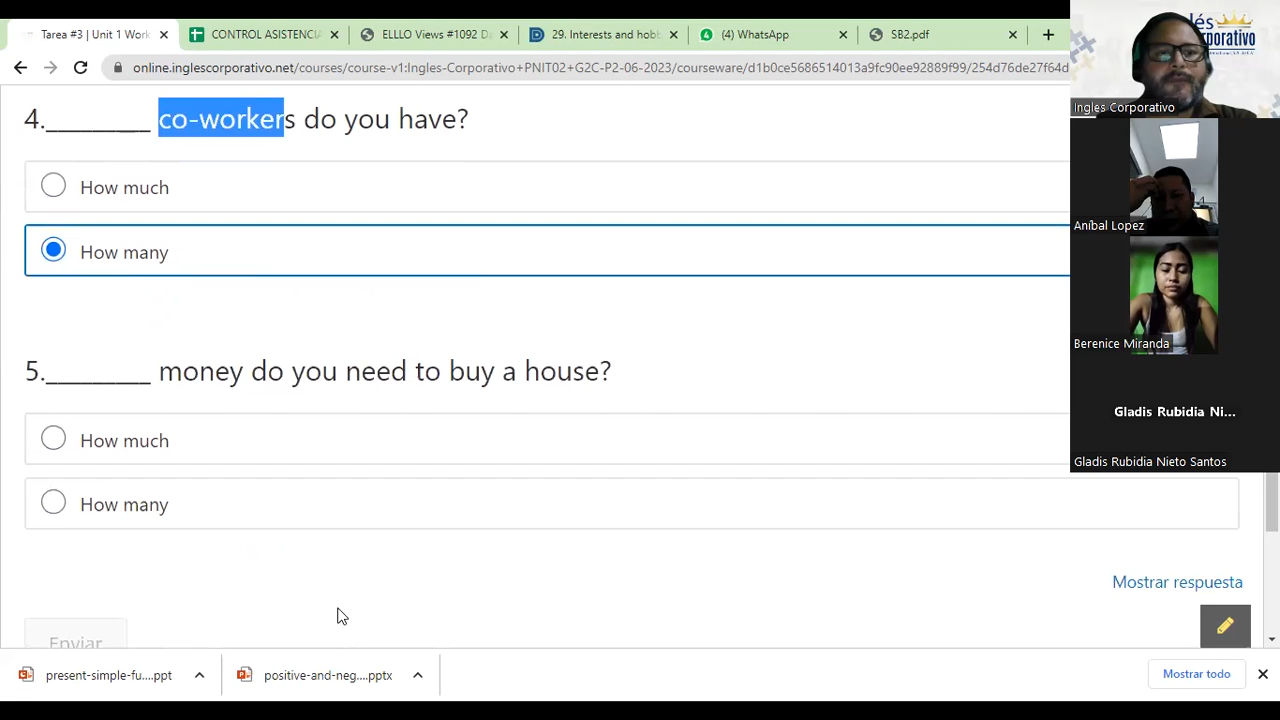 Tarea #3 | Unit 1 Work
CONTROL ASISTENCIA
ELLLO Views #1092 D
29. Interests and hobb
(4) WhatsApp
SB2.pdf
online.inglescorporativo.net/courses/course-v1:Ingles-Corporativo+PMT02+G2C-P2-06-2023/courseware/d1b0ce5686514013a9fc90ee92889f99/254d76de27f64d
4._________ co-workers do you have?
How much
How many
5._________ money do you need to buy a house?
How much
How many
Mostrar respuesta
Enviar
present-simple-fu....ppt
positive-and-neg....pptx
Mostrar todo
Ingles Corporativo
Aníbal Lopez
Berenice Miranda
Gladis Rubidia Ni...
Gladis Rubidia Nieto Santos